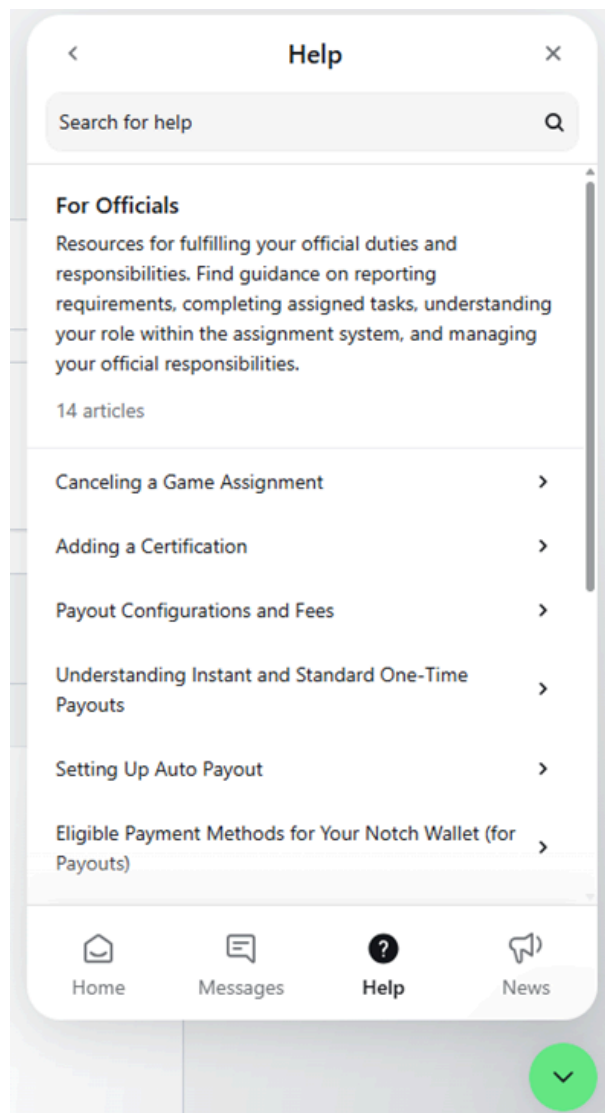 Help
Search for help
For Officials
Resources for fulfilling your official duties and
responsibilities. Find guidance on reporting
requirements, completing assigned tasks, understanding
your role within the assignment system, and managing
your official responsibilities.
14 articles
Canceling a Game Assignment
Adding a Certification
Payout Configurations and Fees
Understanding Instant and Standard One-Time
Payouts
Setting Up Auto Payout
Eligible Payment Methods for Your Notch Wallet (for
Payouts)
Home
Messages
Help
News